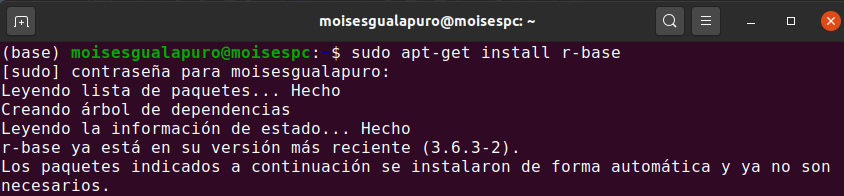 moisesgualapuro@moisespc: ~
(base) moisesgualapuro@moisespc:~$ sudo apt-get install r-base
[sudo] contraseña para moisesgualapuro:
Leyendo lista de paquetes... Hecho
Creando árbol de dependencias
Leyendo la información de estado... Hecho
r-base ya está en su versión más reciente (3.6.3-2).
Los paquetes indicados a continuación se instalaron de forma automática y ya no son
necesarios.